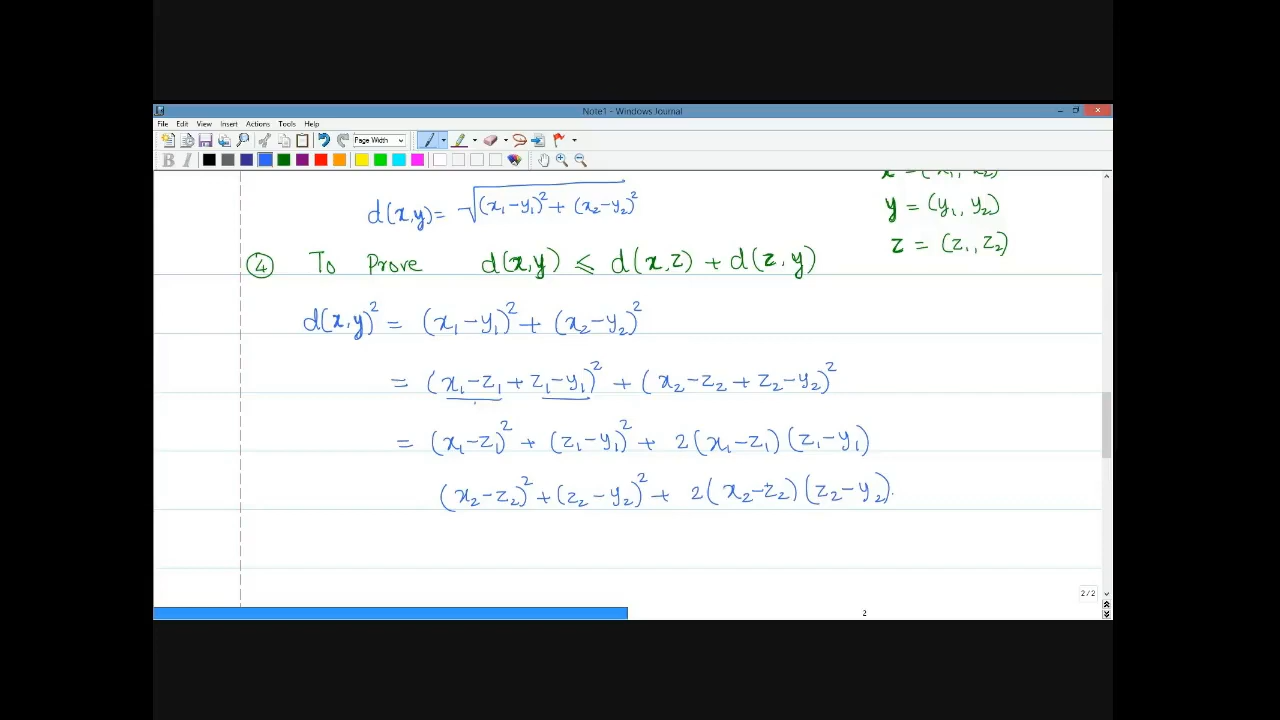 Note1 - Windows Journal
File Edit View Insert Actions Tools Help
Page Width
B I
d(x,y) = √(x₁-y₁)² + (x₂-y₂)²
y = (y₁, y₂)
z = (z₁, z₂)
④ To Prove d(x,y) ⩽ d(x,z) + d(z,y)
d(x,y)² = (x₁-y₁)² + (x₂-y₂)²
= (x₁-z₁ + z₁-y₁)² + (x₂-z₂ + z₂-y₂)²
= (x₁-z₁)² + (z₁-y₁)² + 2(x₁-z₁)(z₁-y₁)
(x₂-z₂)² + (z₂-y₂)² + 2(x₂-z₂)(z₂-y₂).
2/2
2